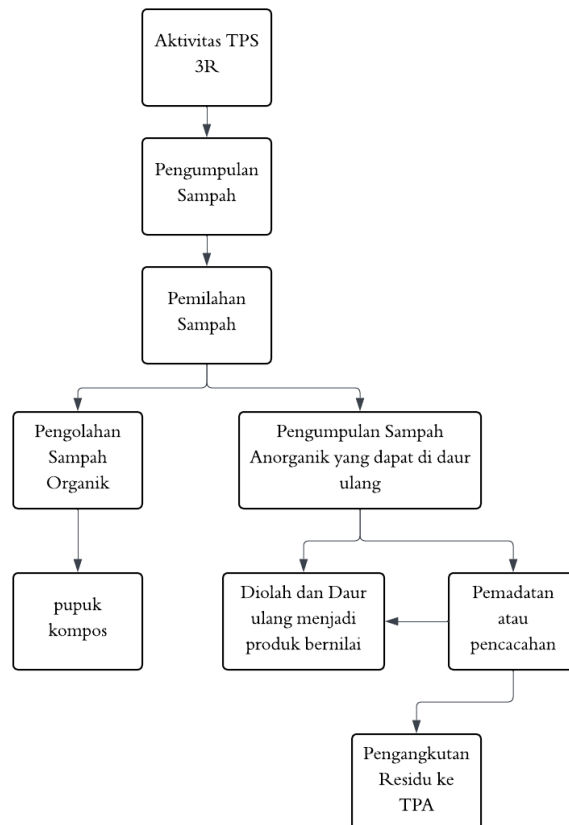 Aktivitas TPS
3R
Pengumpulan
Sampah
Pemilahan
Sampah
Pengolahan
Sampah
Organik
Pengumpulan Sampah
Anorganik yang dapat di daur
ulang
pupuk
kompos
Diolah dan Daur
ulang menjadi
produk bernilai
Pemadatan
atau
pencacahan
Pengangkutan
Residu ke
TPA